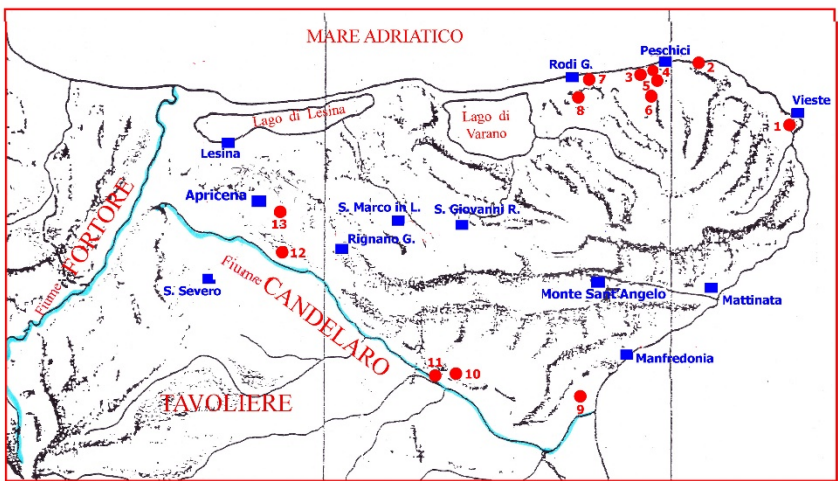 MARE ADRIATICO
Peschici
Rodi G.
7
3
4
2
5
8
6
Vieste
1
Lago di Lesina
Lago di
Varano
Lesina
Apricena
13
S. Marco in L.
S. Giovanni R.
12
Rignano G.
Fiume FORTORE
S. Severo
Fiume CANDELARO
Monte Sant'Angelo
Mattinata
Manfredonia
11
10
9
TAVOLIERE